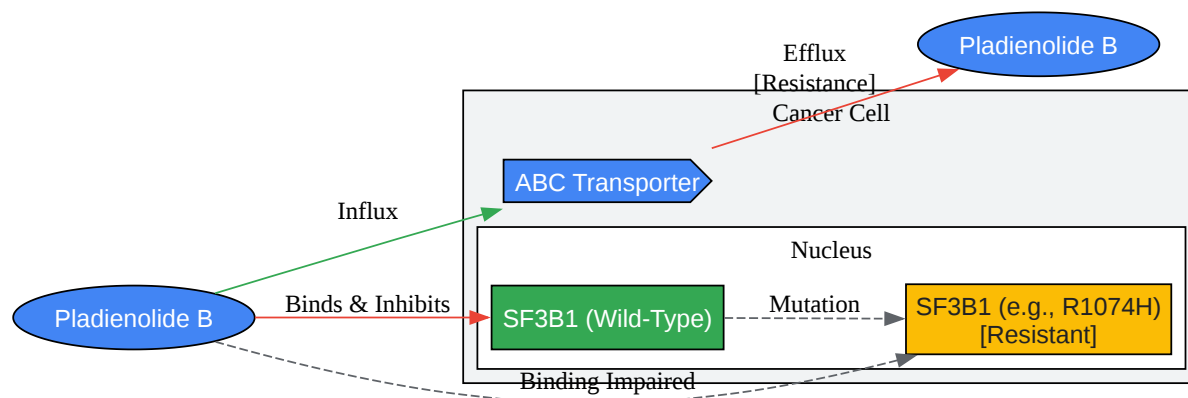 Pladienolide B
Efflux
[Resistance]
Cancer Cell
ABC Transporter
Influx
Nucleus
Pladienolide B
Binds & Inhibits
SF3B1 (Wild-Type)
Mutation
SF3B1 (e.g., R1074H)
[Resistant]
Binding Impaired